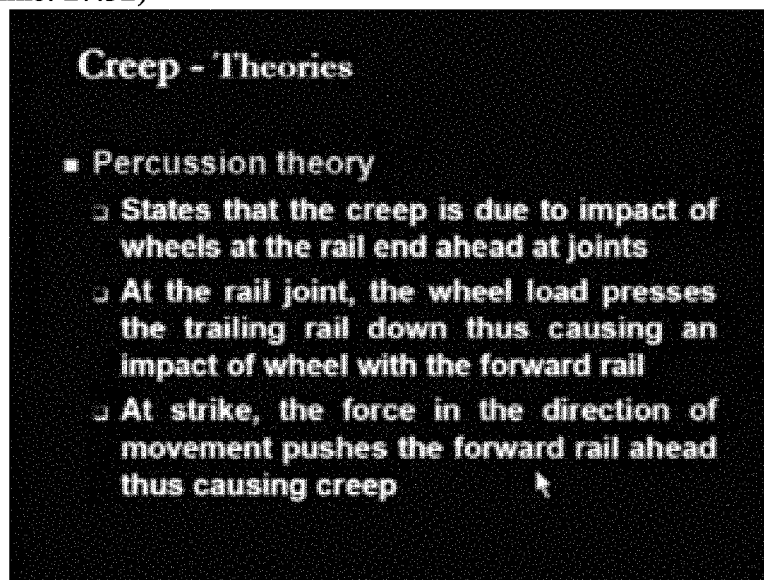 Creep - Theories
Percussion theory
States that the creep is due to impact of
wheels at the rail end ahead at joints
At the rail joint, the wheel load presses
the trailing rail down thus causing an
impact of wheel with the forward rail
At strike, the force in the direction of
movement pushes the forward rail ahead
thus causing creep